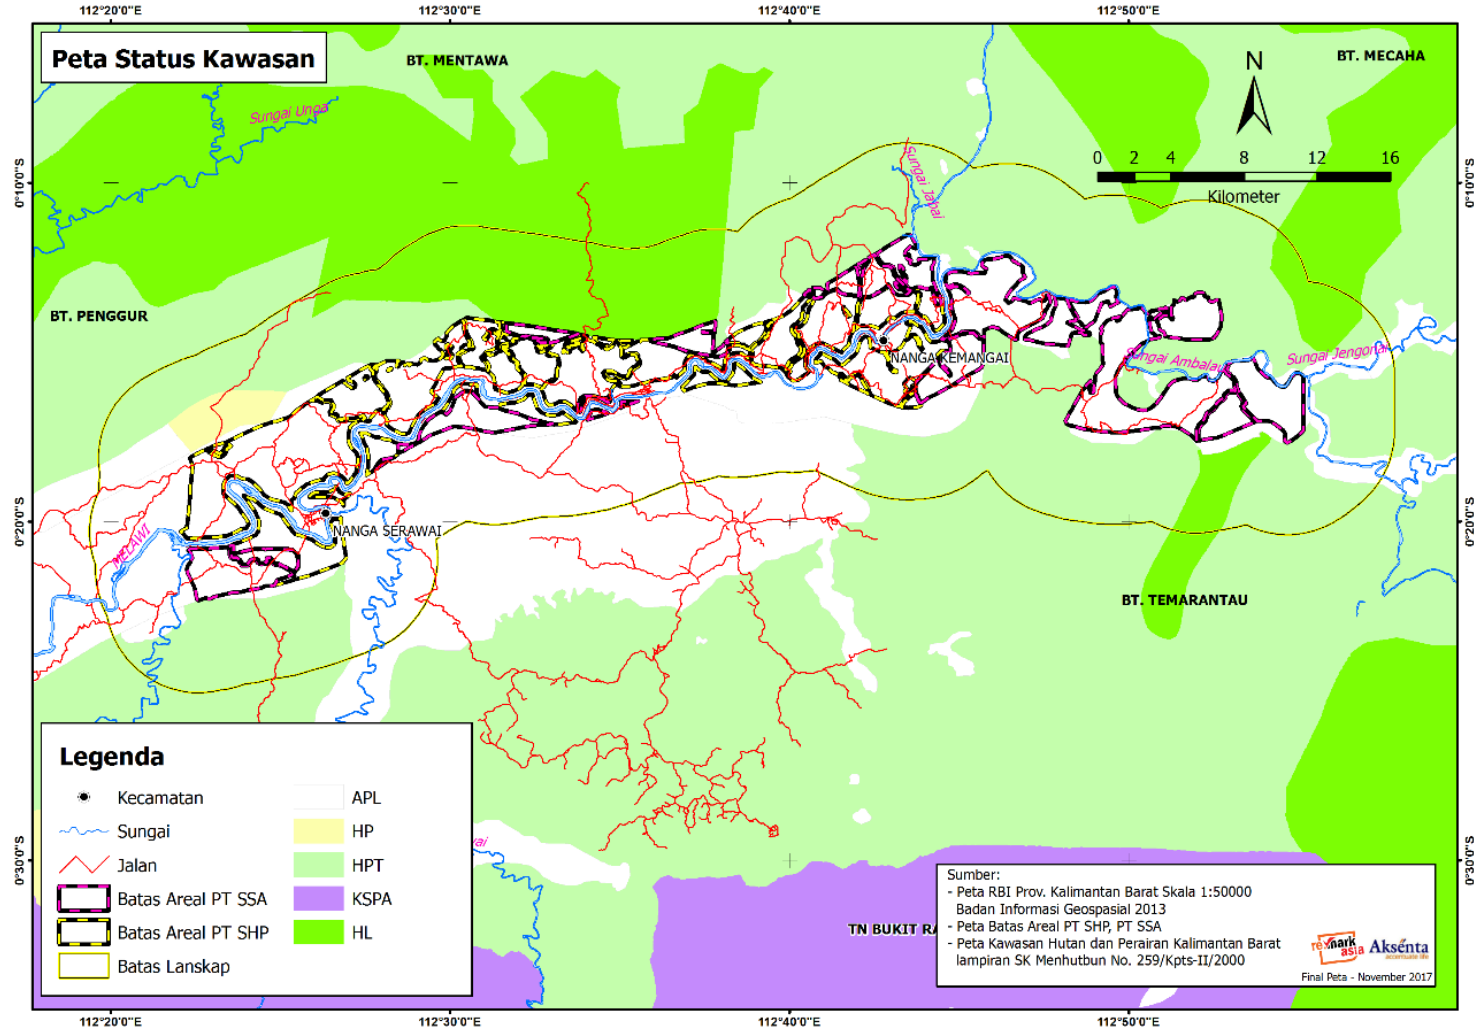 112°20'0"E 112°30'0"E 112°40'0"E 112°50'0"E
Peta Status Kawasan
BT. MENTAWA
BT. MECAHA
N
Sungai Unga
0 2 4 8 12 16
Kilometer
0°10'0"S
0°10'0"S
Sungai Jabai
BT. PENGGUR
NANGA KEMANGAI
Sungai Ambalau
Sungai Jengonai
0°20'0"S
0°20'0"S
NANGA SERAWAI
MELAWI
BT. TEMARANTAU
Legenda
Kecamatan
Sungai
Jalan
Batas Areal PT SSA
Batas Areal PT SHP
Batas Lanskap
APL
HP
HPT
KSPA
HL
0°30'0"S
0°30'0"S
TN BUKIT RA
Sumber:
- Peta RBI Prov. Kalimantan Barat Skala 1:50000
Badan Informasi Geospasial 2013
- Peta Batas Areal PT SHP, PT SSA
- Peta Kawasan Hutan dan Perairan Kalimantan Barat
lampiran SK Menhutbun No. 259/Kpts-II/2000
remark asia
Aksenta
Final Peta - November 2017
112°20'0"E 112°30'0"E 112°40'0"E 112°50'0"E